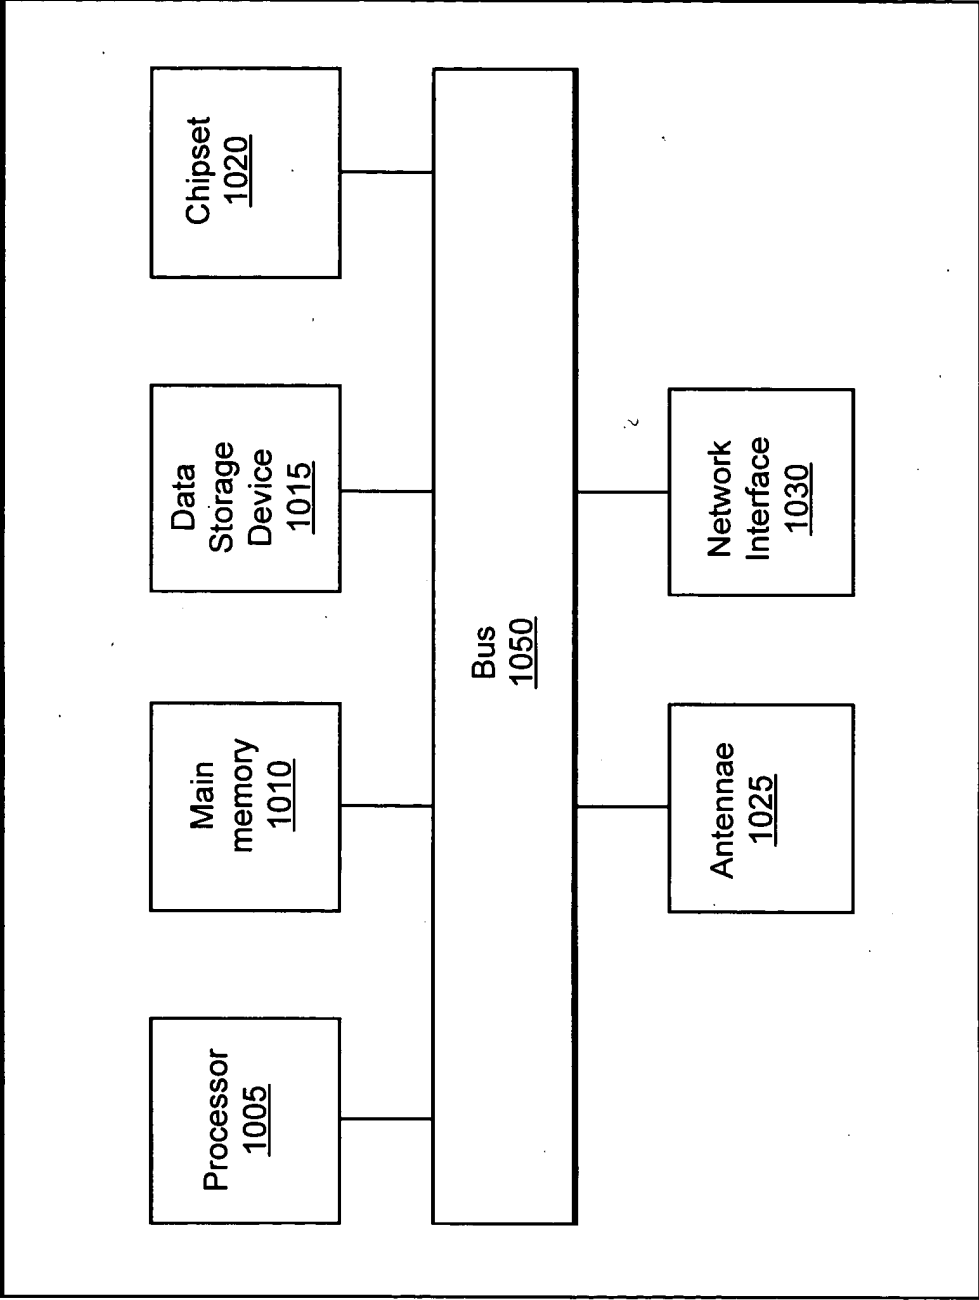 Processor
1005
Main
memory
1010
Data
Storage
Device
1015
Chipset
1020
Bus
1050
Antennae
1025
Network
Interface
1030